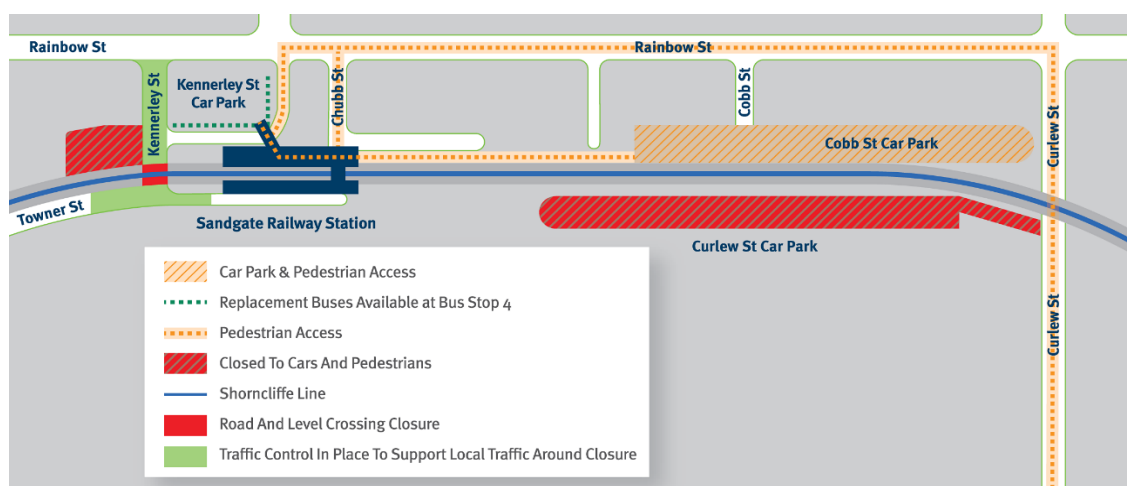 Rainbow St
Rainbow St
Kennerley St
Kennerley St
Car Park
Chubb St
Cobb St
Cobb St Car Park
Curlew St
Towner St
Sandgate Railway Station
Curlew St Car Park
Curlew St
Car Park & Pedestrian Access
Replacement Buses Available at Bus Stop 4
Pedestrian Access
Closed To Cars And Pedestrians
Shorncliffe Line
Road And Level Crossing Closure
Traffic Control In Place To Support Local Traffic Around Closure